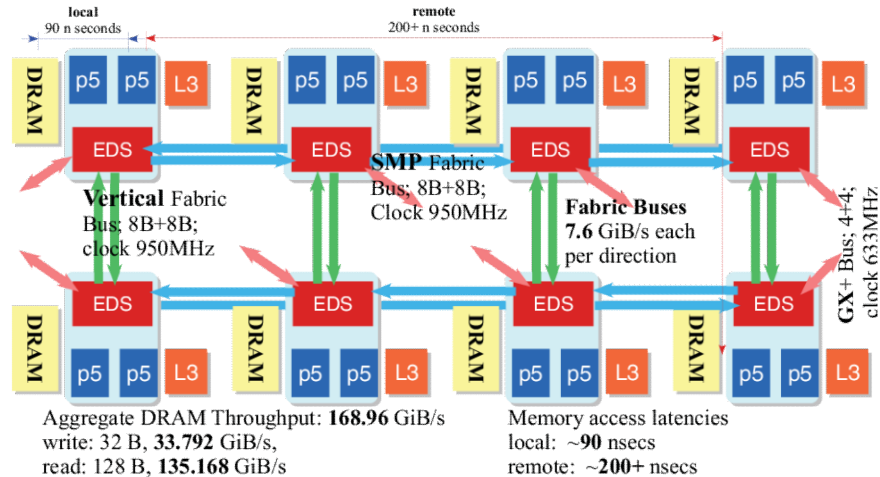 local
remote
90 n seconds
200+ n seconds
DRAM
p5 p5
L3
DRAM
p5 p5
L3
DRAM
p5 p5
L3
DRAM
p5 p5
L3
EDS
EDS
EDS
EDS
Vertical Fabric
Bus; 8B+8B;
clock 950MHz
SMP Fabric
Bus; 8B+8B;
Clock 950MHz
Fabric Buses
7.6 GiB/s each
per direction
GX+ Bus; 4+4;
clock 633MHz
EDS
EDS
EDS
EDS
DRAM
p5 p5
L3
DRAM
p5 p5
L3
DRAM
p5 p5
L3
DRAM
p5 p5
L3
Aggregate DRAM Throughput: 168.96 GiB/s
write: 32 B, 33.792 GiB/s,
read: 128 B, 135.168 GiB/s
Memory access latencies
local: ~90 nsecs
remote: ~200+ nsecs